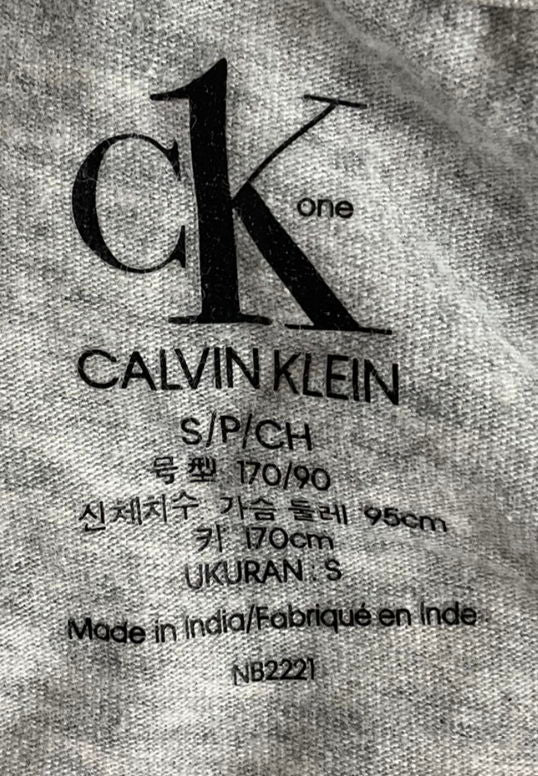 cK one
CALVIN KLEIN
S/P/CH
号型 170/90
신체치수 가슴 둘레 95cm
키 170cm
UKURAN : S
Made in India/Fabriqué en Inde
NB2221